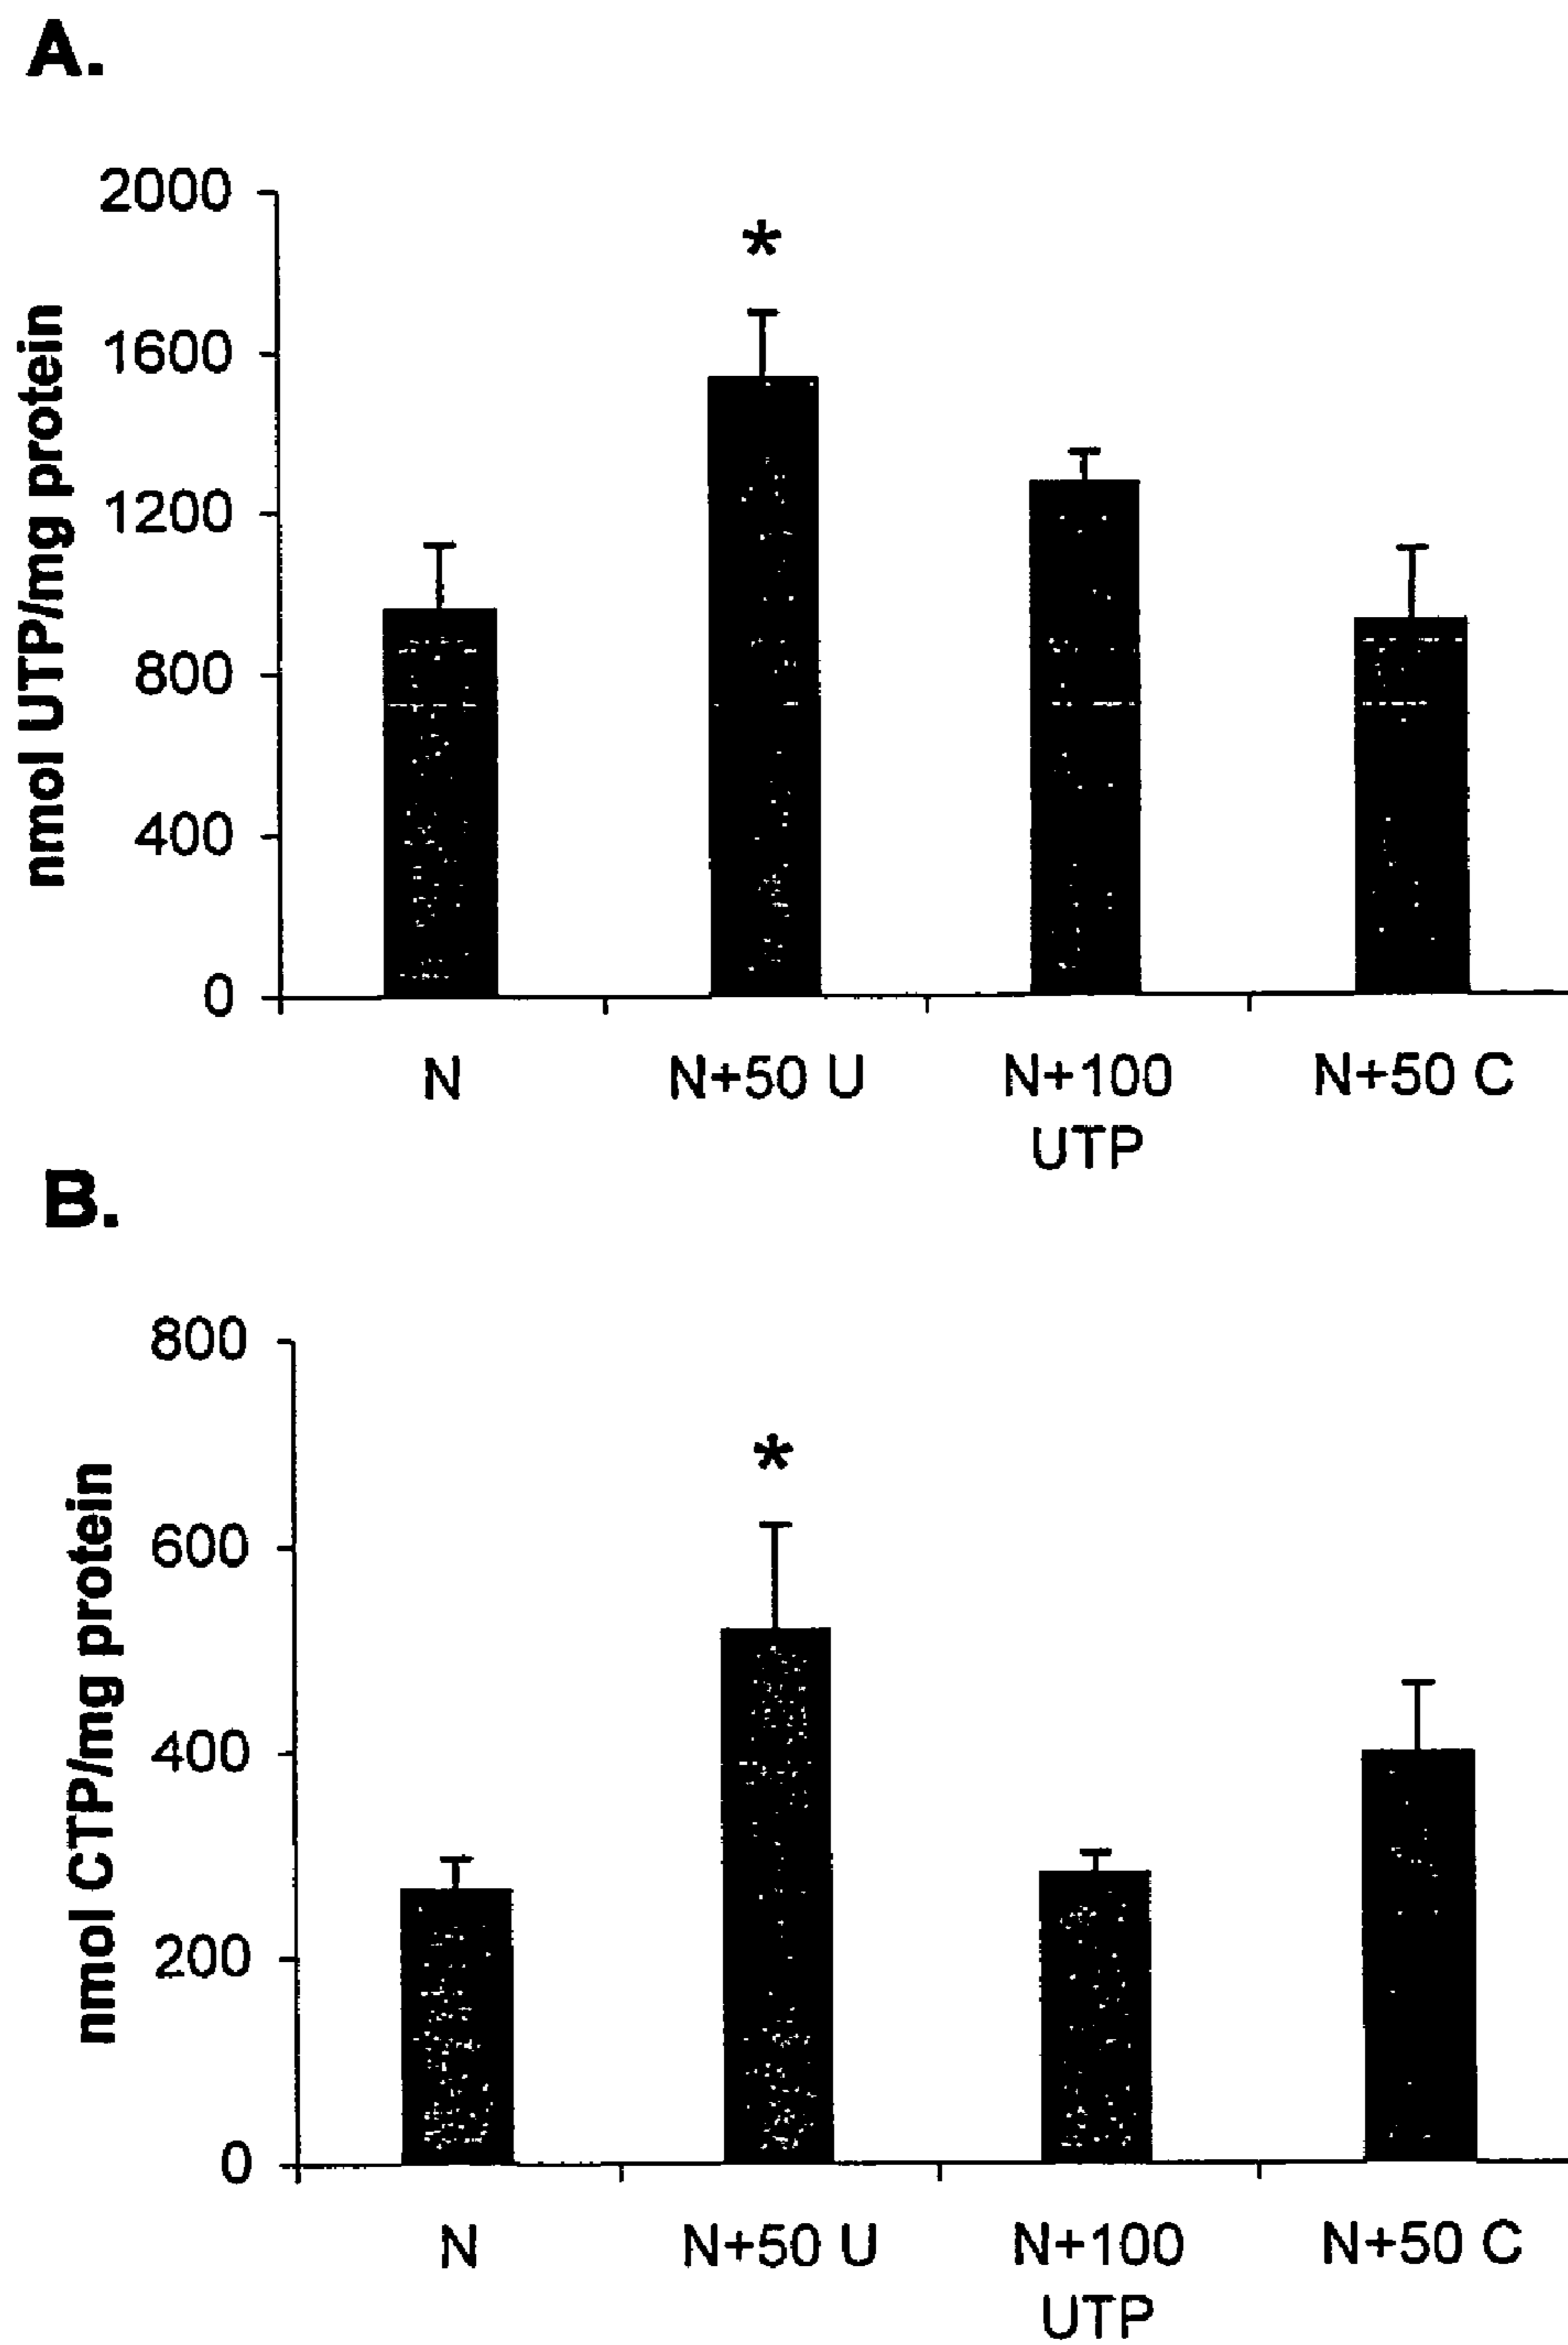 A.
2000
1600
1200
800
400
0
nmol UTP/mg protein
*
N
N+50 U
N+100
UTP
N+50 C
B.
800
600
400
200
0
nmol CTP/mg protein
*
N
N+50 U
N+100
UTP
N+50 C